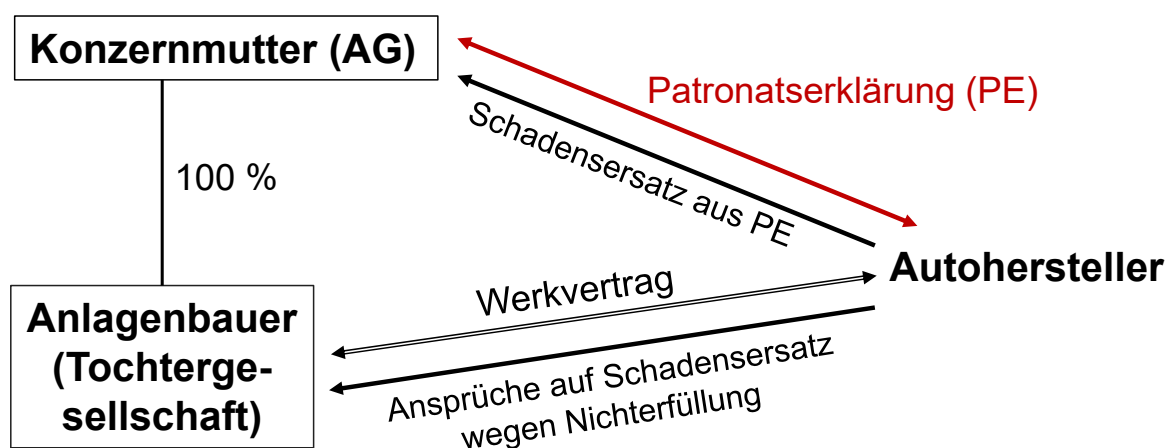 Konzernmutter (AG)
Patronatserklärung (PE)
Schadensersatz aus PE
100 %
Autohersteller
Werkvertrag
Anlagenbauer
(Tochterge-
sellschaft)
Ansprüche auf Schadensersatz
wegen Nichterfüllung